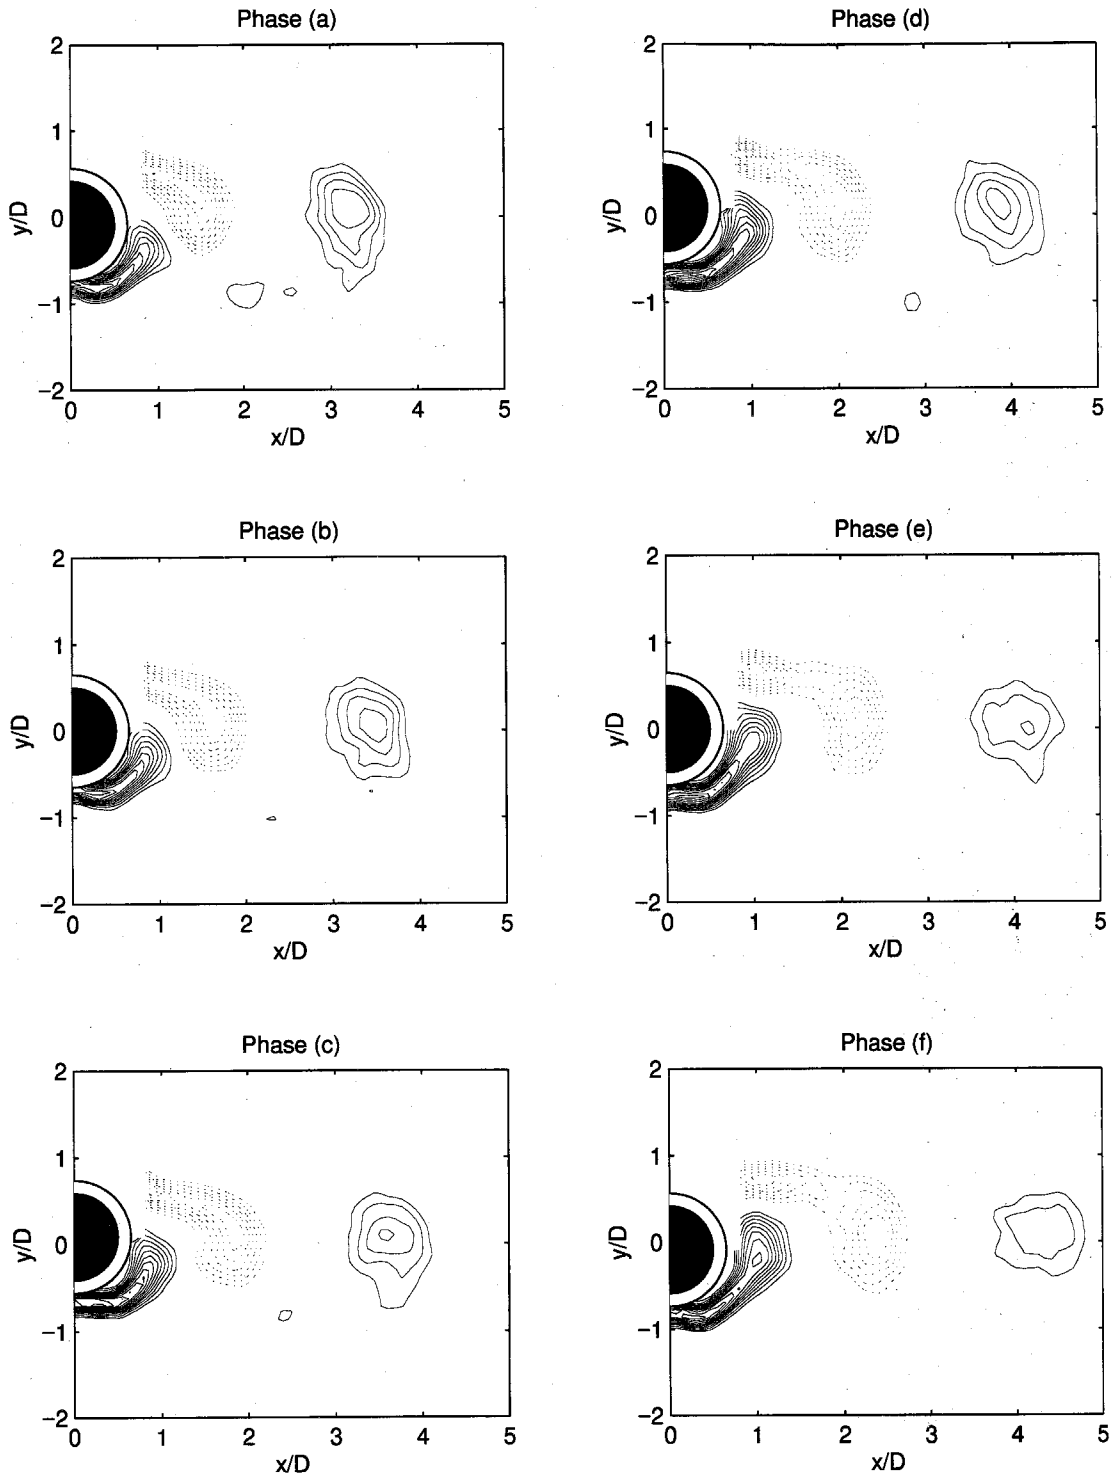 Phase (a)
2
1
0
−1
−2
y/D
0 1 2 3 4 5
x/D
Phase (d)
2
1
0
−1
−2
y/D
0 1 2 3 4 5
x/D
Phase (b)
2
1
0
−1
−2
y/D
0 1 2 3 4 5
x/D
Phase (e)
2
1
0
−1
−2
y/D
0 1 2 3 4 5
x/D
Phase (c)
2
1
0
−1
−2
y/D
0 1 2 3 4 5
x/D
Phase (f)
2
1
0
−1
−2
y/D
0 1 2 3 4 5
x/D